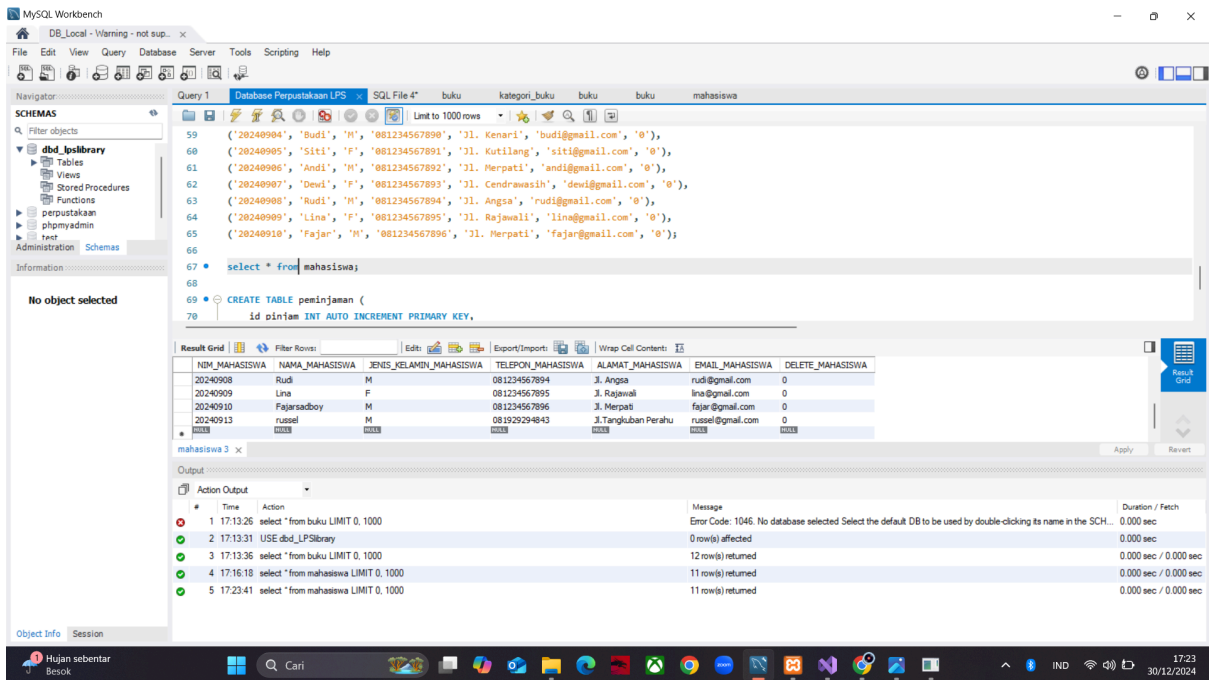 MySQL Workbench
DB_Local - Warning - not sup...
File Edit View Query Database Server Tools Scripting Help
Navigator
Query 1 Database Perpustakaan LPS SQL File 4* buku kategori_buku buku buku mahasiswa
SCHEMAS
Filter objects
dbd_lpslibrary
Tables
Views
Stored Procedures
Functions
perpustakaan
phpmyadmin
test
Administration Schemas
Information
No object selected
Object Info Session
Limit to 1000 rows
59 ('20240904', 'Budi', 'M', '081234567890', 'Jl. Kenari', 'budi@gmail.com', '0'),
60 ('20240905', 'Siti', 'F', '081234567891', 'Jl. Kutilang', 'siti@gmail.com', '0'),
61 ('20240906', 'Andi', 'M', '081234567892', 'Jl. Merpati', 'andi@gmail.com', '0'),
62 ('20240907', 'Dewi', 'F', '081234567893', 'Jl. Cendrawasih', 'dewi@gmail.com', '0'),
63 ('20240908', 'Rudi', 'M', '081234567894', 'Jl. Angsa', 'rudi@gmail.com', '0'),
64 ('20240909', 'Lina', 'F', '081234567895', 'Jl. Rajawali', 'lina@gmail.com', '0'),
65 ('20240910', 'Fajar', 'M', '081234567896', 'Jl. Merpati', 'fajar@gmail.com', '0');
66
67 select * from mahasiswa;
68
69 CREATE TABLE peminjaman (
70 id_pinjam INT AUTO_INCREMENT PRIMARY KEY,
Result Grid Filter Rows: Edit: Export/Import: Wrap Cell Content:
NIM_MAHASISWA NAMA_MAHASISWA JENIS_KELAMIN_MAHASISWA TELEPON_MAHASISWA ALAMAT_MAHASISWA EMAIL_MAHASISWA DELETE_MAHASISWA
20240908 Rudi M 081234567894 Jl. Angsa rudi@gmail.com 0
20240909 Lina F 081234567895 Jl. Rajawali lina@gmail.com 0
20240910 Fajarsadboy M 081234567896 Jl. Merpati fajar@gmail.com 0
20240913 russel M 081929294843 Jl.Tangkuban Perahu russel@gmail.com 0
NULL NULL NULL NULL NULL NULL NULL
Result Grid
mahasiswa 3
Apply Revert
Output
Action Output
# Time Action Message Duration / Fetch
1 17:13:26 select * from buku LIMIT 0, 1000 Error Code: 1046. No database selected Select the default DB to be used by double-clicking its name in the SCH... 0.000 sec
2 17:13:31 USE dbd_LPSlibrary 0 row(s) affected 0.000 sec
3 17:13:36 select * from buku LIMIT 0, 1000 12 row(s) returned 0.000 sec / 0.000 sec
4 17:16:18 select * from mahasiswa LIMIT 0, 1000 11 row(s) returned 0.000 sec / 0.000 sec
5 17:23:41 select * from mahasiswa LIMIT 0, 1000 11 row(s) returned 0.000 sec / 0.000 sec
1
Hujan sebentar
Besok
Cari
zoom
IND
17:23
30/12/2024